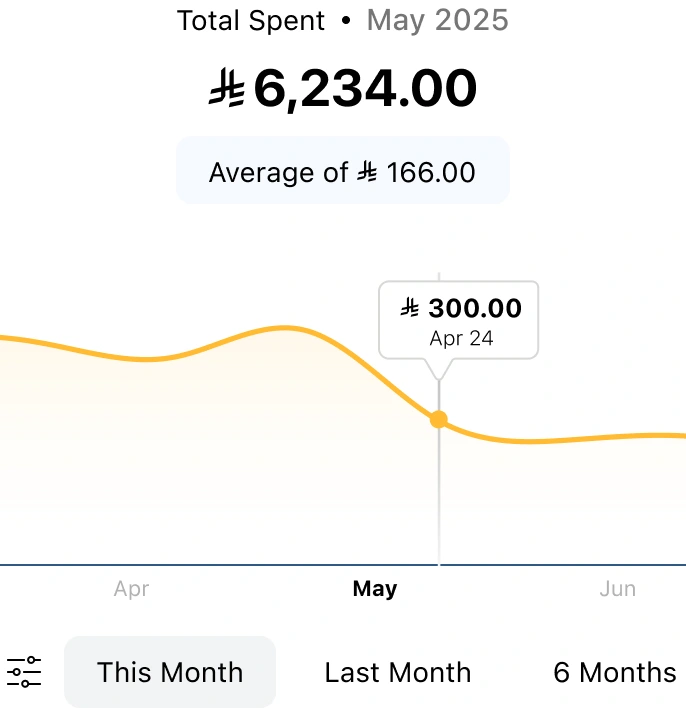 Total Spent • May 2025
⃁ 6,234.00
Average of ⃁ 166.00
⃁ 300.00
Apr 24
Apr May Jun
This Month Last Month 6 Months